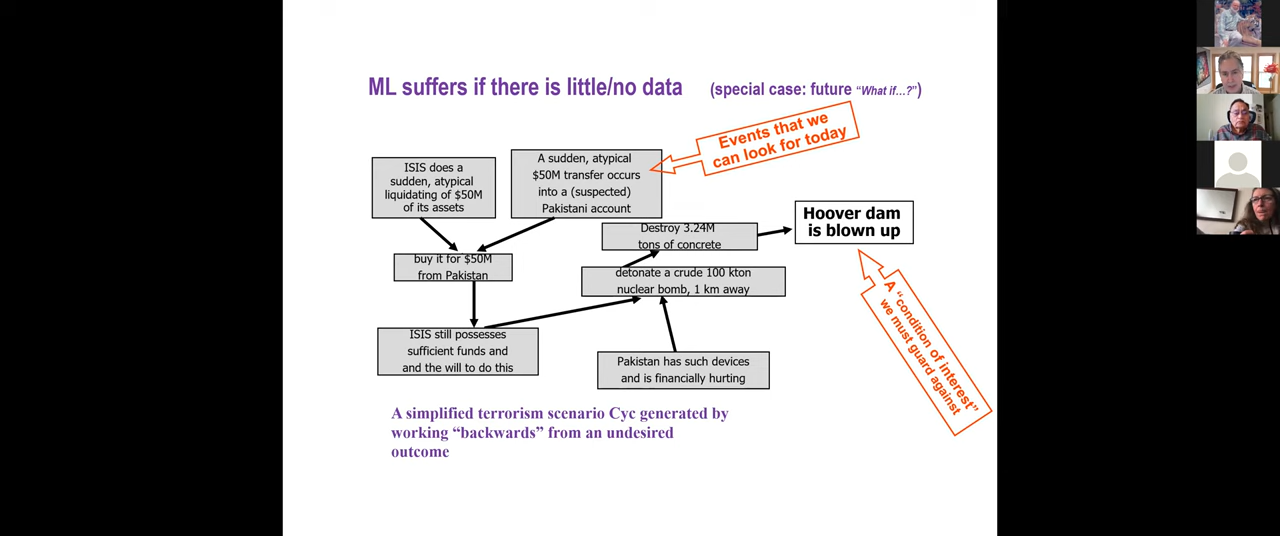 ML suffers if there is little/no data (special case: future "What if…?")
Events that we
can look for today
ISIS does a
sudden, atypical
liquidating of $50M
of its assets
A sudden, atypical
$50M transfer occurs
into a (suspected)
Pakistani account
Hoover dam
is blown up
Destroy 3.24M
tons of concrete
buy it for $50M
from Pakistan
detonate a crude 100 kton
nuclear bomb, 1 km away
A "condition of interest"
we must guard against
ISIS still possesses
sufficient funds and
and the will to do this
Pakistan has such devices
and is financially hurting
A simplified terrorism scenario Cyc generated by
working "backwards" from an undesired
outcome